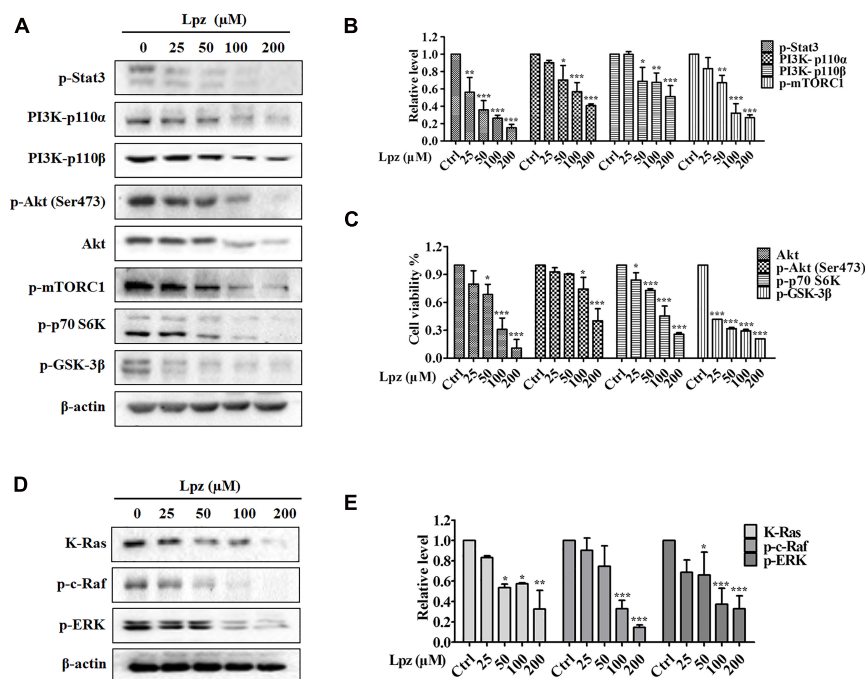 A
Lpz (µM)
0 25 50 100 200
p-Stat3
PI3K-p110α
PI3K-p110β
p-Akt (Ser473)
Akt
p-mTORC1
p-p70 S6K
p-GSK-3β
β-actin
B
Relative level
1.2
1.0
0.8
0.6
0.4
0.2
0.0
** *** *** ***
* *** ***
* ** ***
** *** ***
p-Stat3
PI3K-p110α
PI3K-p110β
p-mTORC1
Lpz (µM)
Ctrl 25 50 100 200 Ctrl 25 50 100 200 Ctrl 25 50 100 200 Ctrl 25 50 100 200
C
Cell viability %
1.2
0.9
0.6
0.3
0.0
* *** ***
* ***
* *** *** ***
*** *** *** ***
Akt
p-Akt (Ser473)
p-p70 S6K
p-GSK-3β
Lpz (µM)
Ctrl 25 50 100 200 Ctrl 25 50 100 200 Ctrl 25 50 100 200 Ctrl 25 50 100 200
D
Lpz (µM)
0 25 50 100 200
K-Ras
p-c-Raf
p-ERK
β-actin
E
Relative level
1.2
1.0
0.8
0.6
0.4
0.2
0.0
* * **
*** ***
* *** ***
K-Ras
p-c-Raf
p-ERK
Lpz (µM)
Ctrl 25 50 100 200 Ctrl 25 50 100 200 Ctrl 25 50 100 200